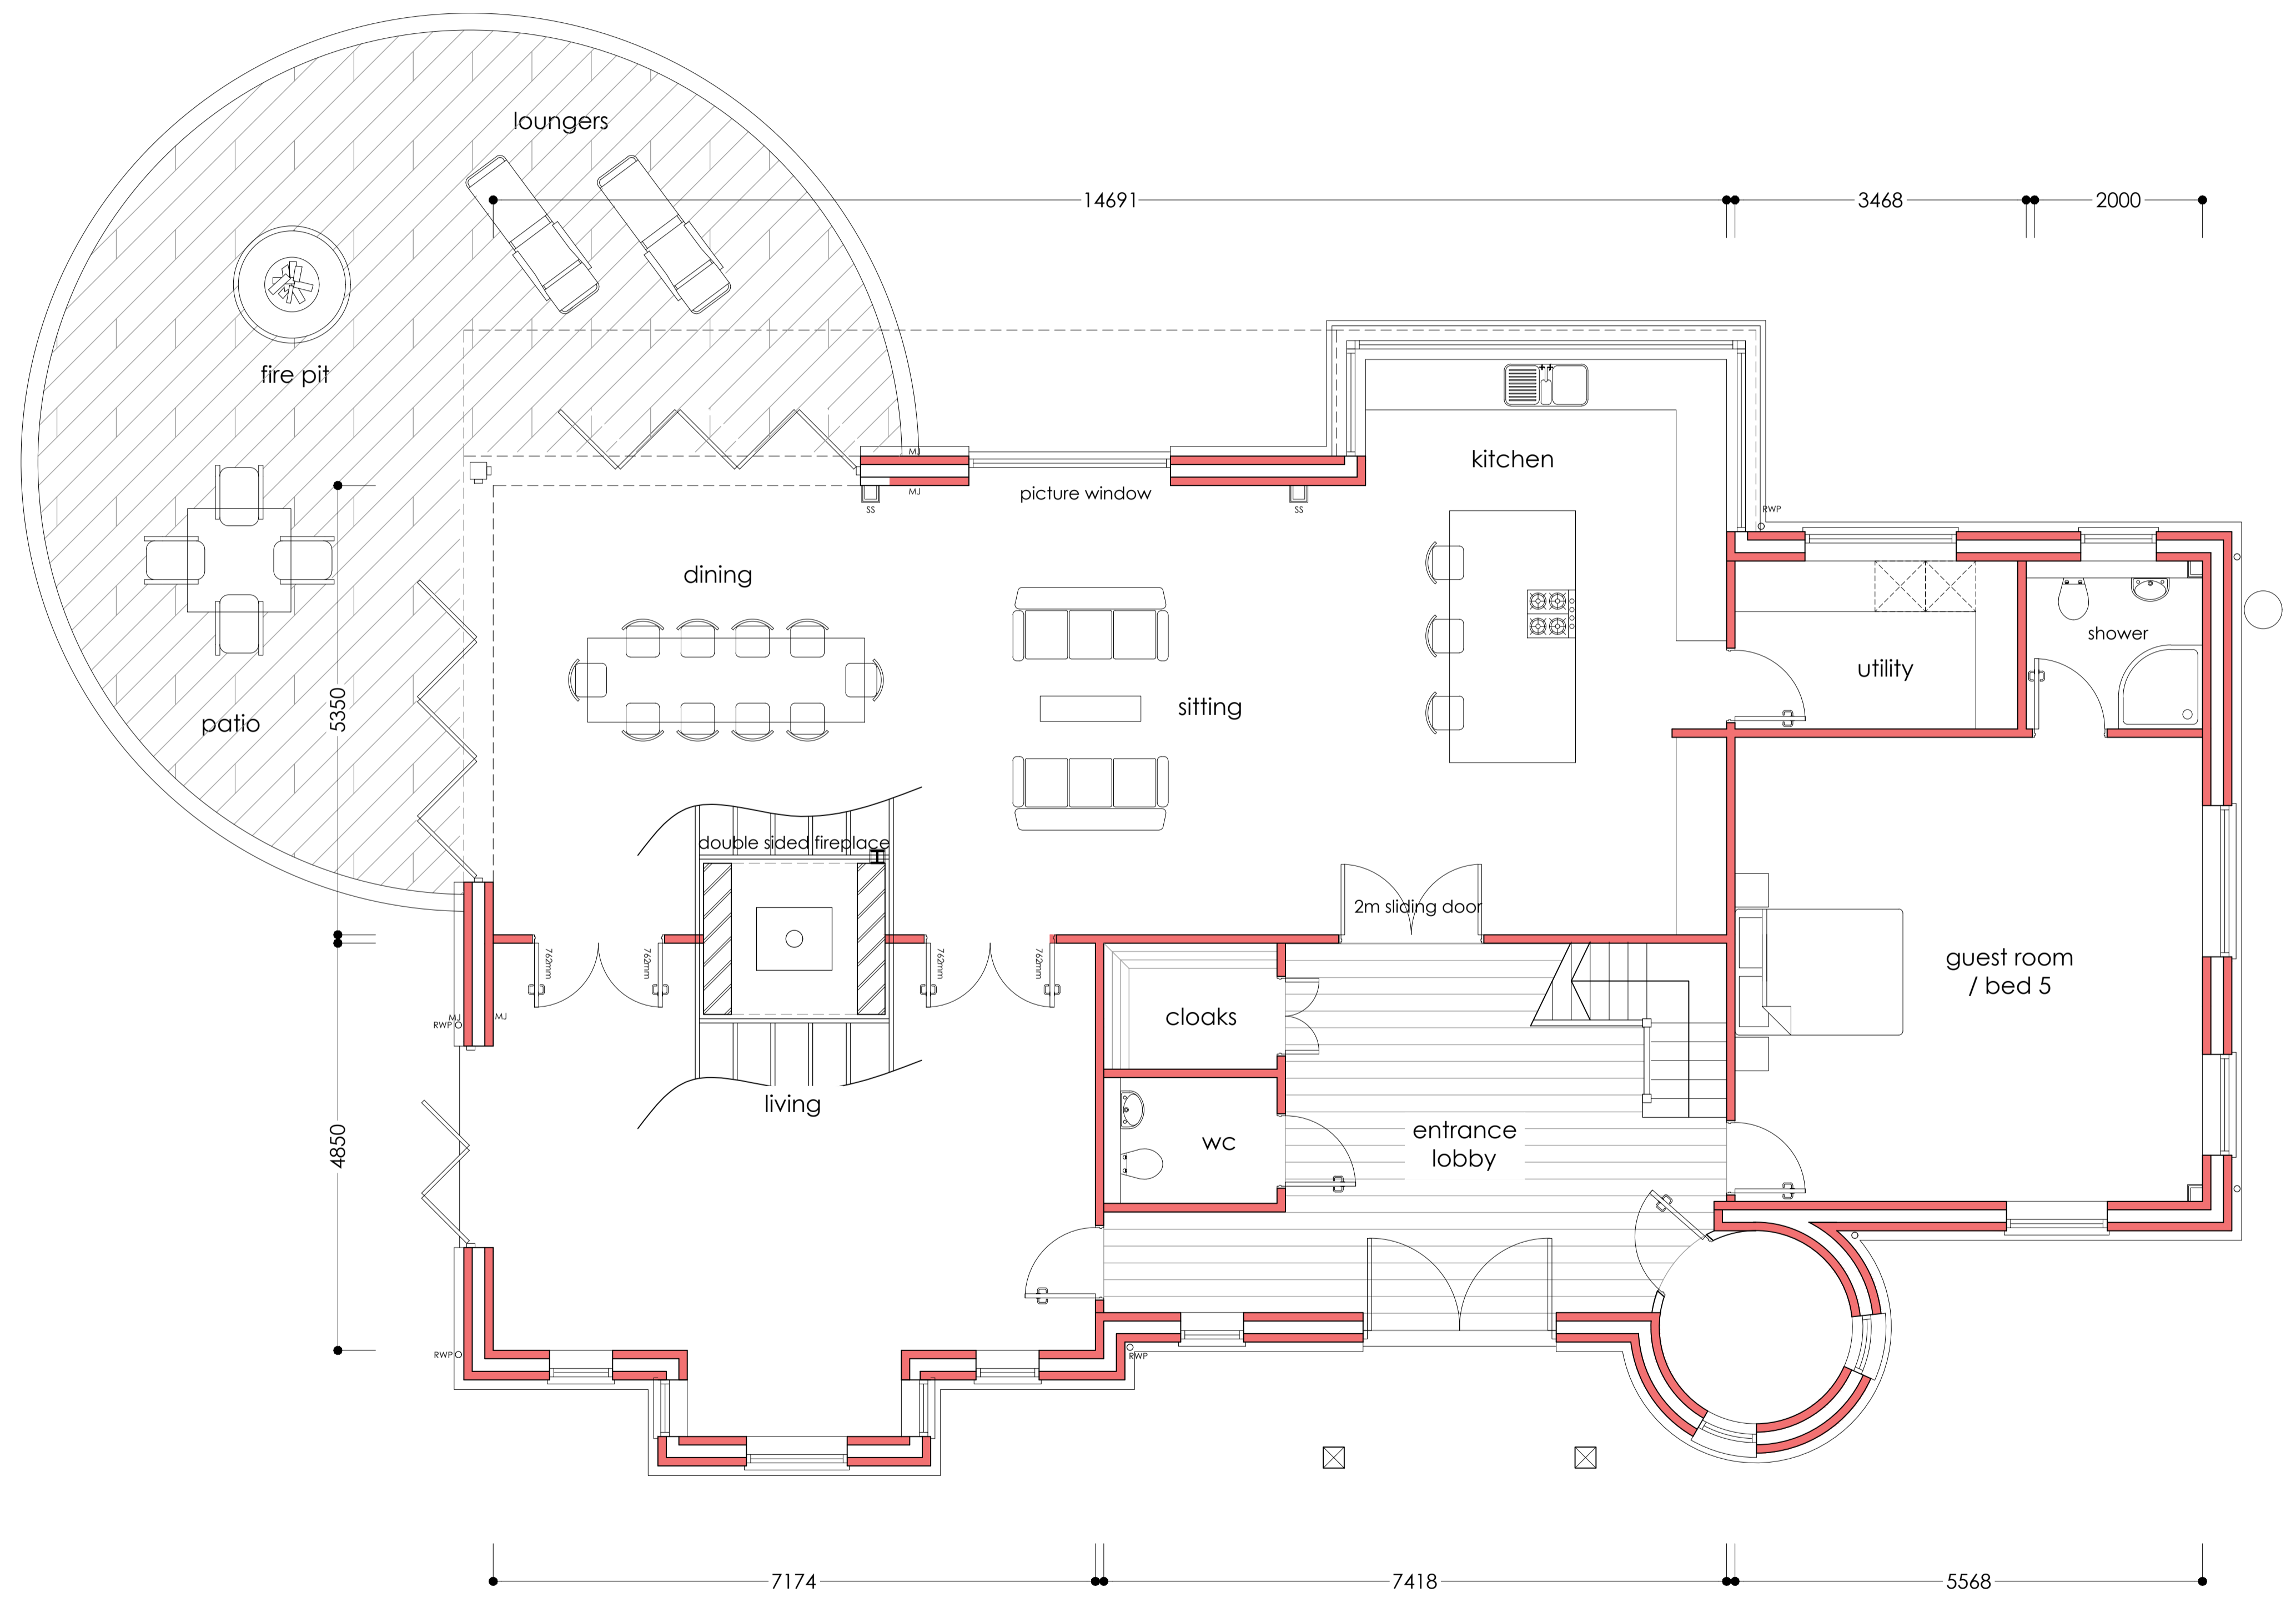 loungers
14691
3468
2000
fire pit
MJ
kitchen
picture window
MJ
SS
SS
RWP
dining
shower
utility
sitting
patio
5350
double sided fireplace
2m sliding door
762mm
762mm
762mm
762mm
guest room
/ bed 5
cloaks
MJ
MJ
RWP
living
entrance
lobby
wc
4850
RWP
RWP
7174
7418
5568